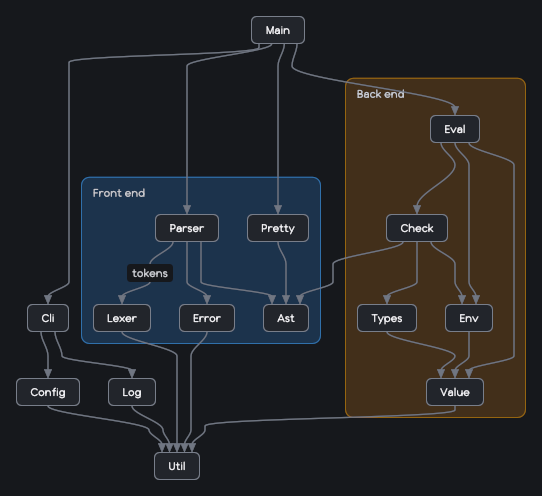 Main
Back end
Eval
Front end
Parser
Pretty
Check
tokens
Cli
Lexer
Error
Ast
Types
Env
Config
Log
Value
Util